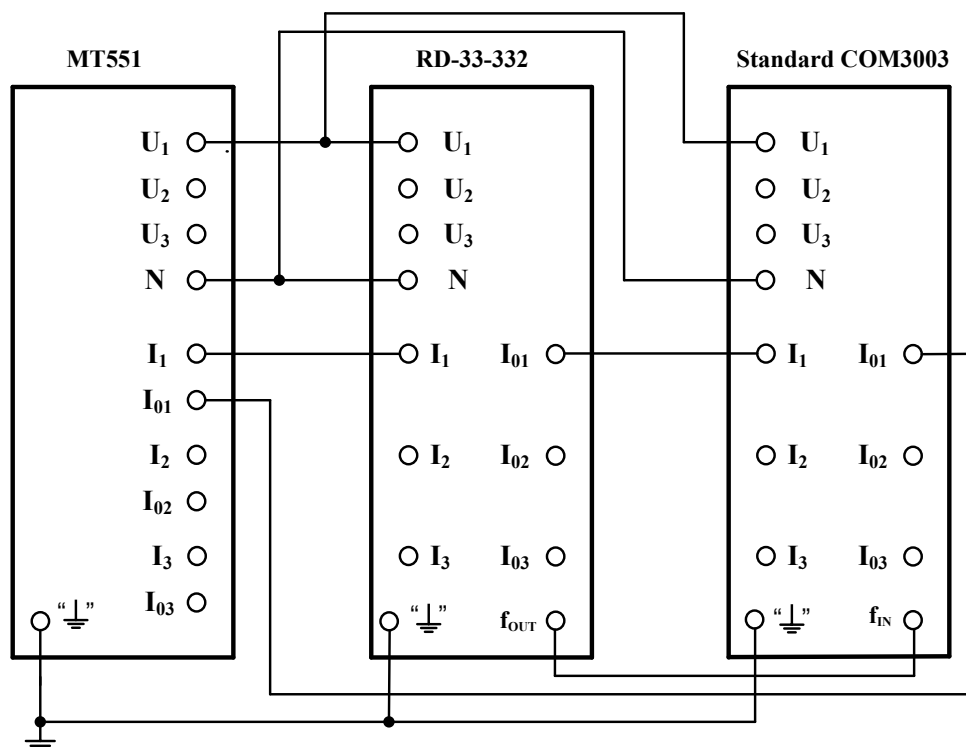 MT551
RD-33-332
Standard COM3003
U₁
U₂
U₃
N
I₁
I₀₁
I₂
I₀₂
I₃
I₀₃
“⏚”
U₁
U₂
U₃
N
I₁ I₀₁
I₂ I₀₂
I₃ I₀₃
“⏚” fOUT
U₁
U₂
U₃
N
I₁ I₀₁
I₂ I₀₂
I₃ I₀₃
“⏚” fIN